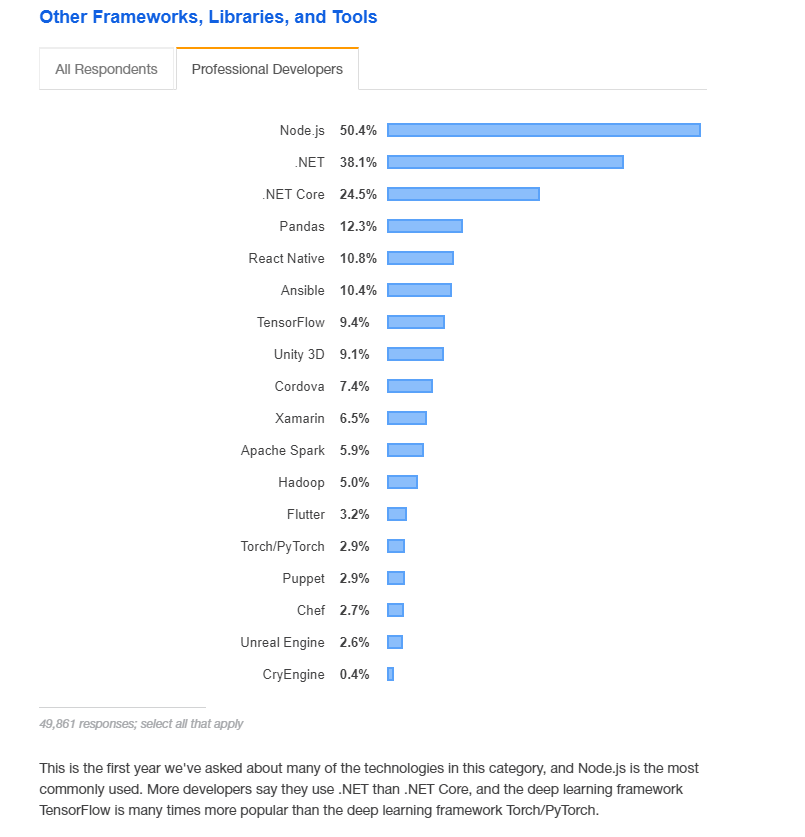 Other Frameworks, Libraries, and Tools
All Respondents Professional Developers
Node.js 50.4%
.NET 38.1%
.NET Core 24.5%
Pandas 12.3%
React Native 10.8%
Ansible 10.4%
TensorFlow 9.4%
Unity 3D 9.1%
Cordova 7.4%
Xamarin 6.5%
Apache Spark 5.9%
Hadoop 5.0%
Flutter 3.2%
Torch/PyTorch 2.9%
Puppet 2.9%
Chef 2.7%
Unreal Engine 2.6%
CryEngine 0.4%
49,861 responses; select all that apply
This is the first year we've asked about many of the technologies in this category, and Node.js is the most
commonly used. More developers say they use .NET than .NET Core, and the deep learning framework
TensorFlow is many times more popular than the deep learning framework Torch/PyTorch.